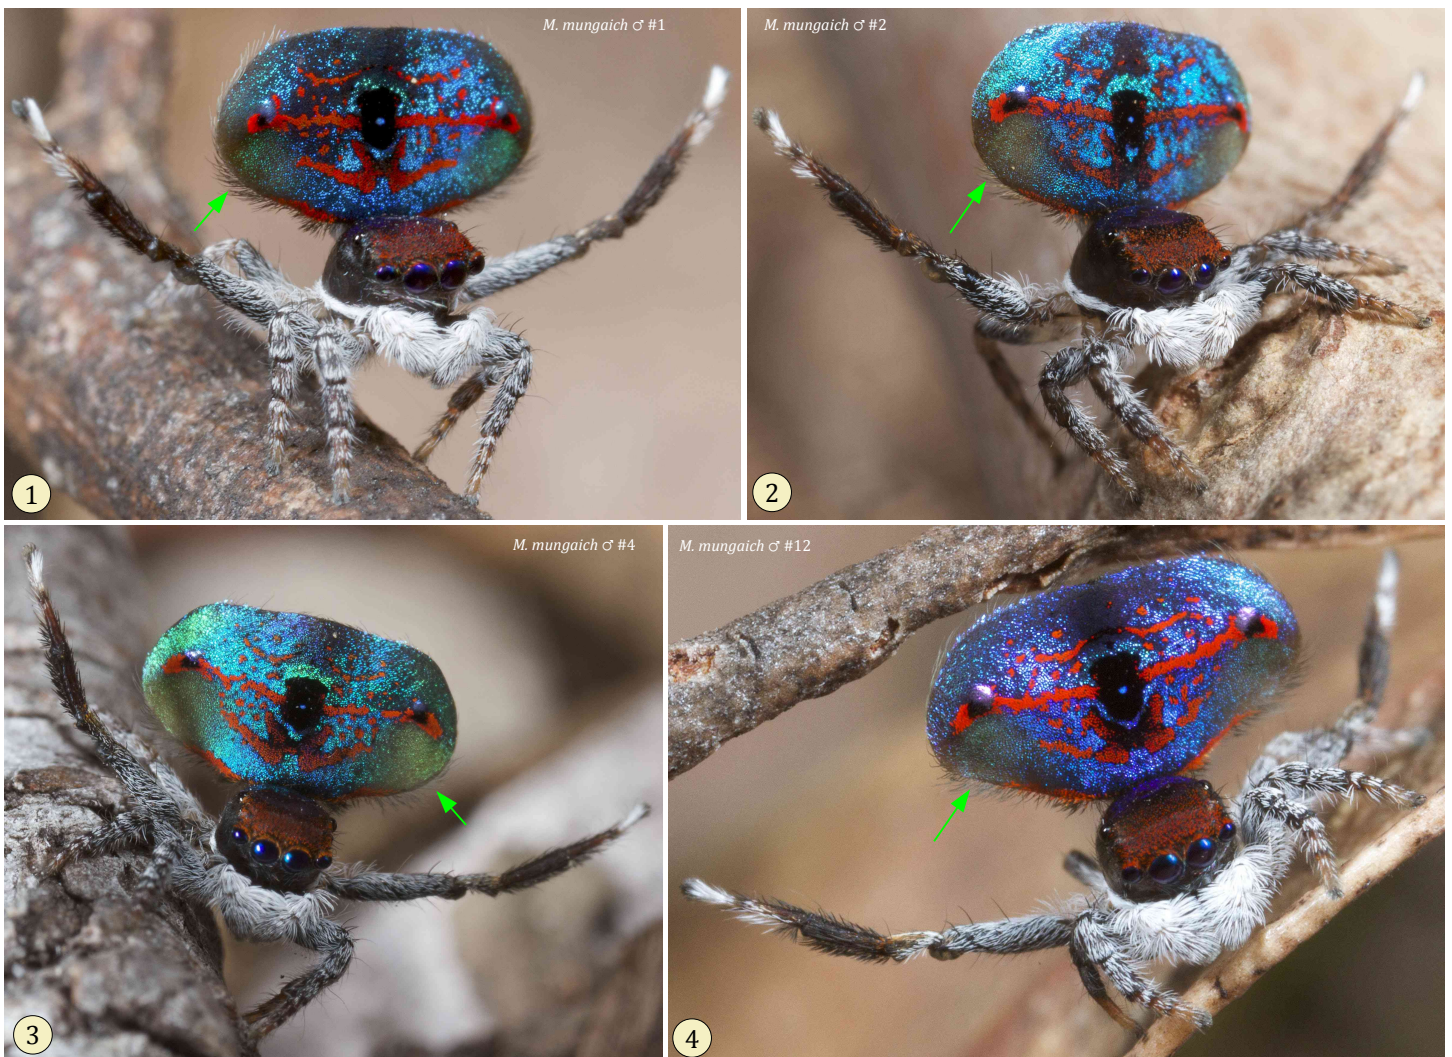 M. mungaich ♂ #1
M. mungaich ♂ #2
1
2
M. mungaich ♂ #4
M. mungaich ♂ #12
3
4